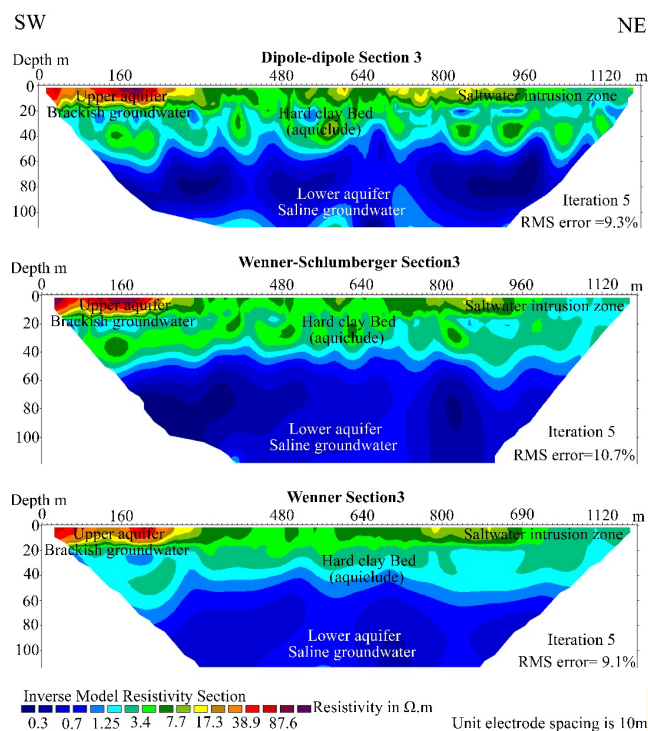 SW NE
Dipole-dipole Section 3
Depth m
0 160 480 640 800 960 1120 m
0
20
40
60
80
100
Upper aquifer
Brackish groundwater
Hard clay Bed
(aquiclude)
Saltwater intrusion zone
Lower aquifer
Saline groundwater
Iteration 5
RMS error =9.3%
Wenner-Schlumberger Section3
Depth m
0 160 480 640 800 960 1120 m
0
20
40
60
80
100
Upper aquifer
Brackish groundwater
Hard clay Bed
(aquiclude)
Saltwater intrusion zone
Lower aquifer
Saline groundwater
Iteration 5
RMS error=10.7%
Wenner Section3
Depth m
0 160 480 640 800 690 1120 m
0
20
40
60
80
100
Upper aquifer
Brackish groundwater
Hard clay Bed
(aquiclude)
Saltwater intrusion zone
Lower aquifer
Saline groundwater
Iteration 5
RMS error= 9.1%
Inverse Model Resistivity Section
Resistivity in Ω.m
0.3 0.7 1.25 3.4 7.7 17.3 38.9 87.6
Unit electrode spacing is 10m